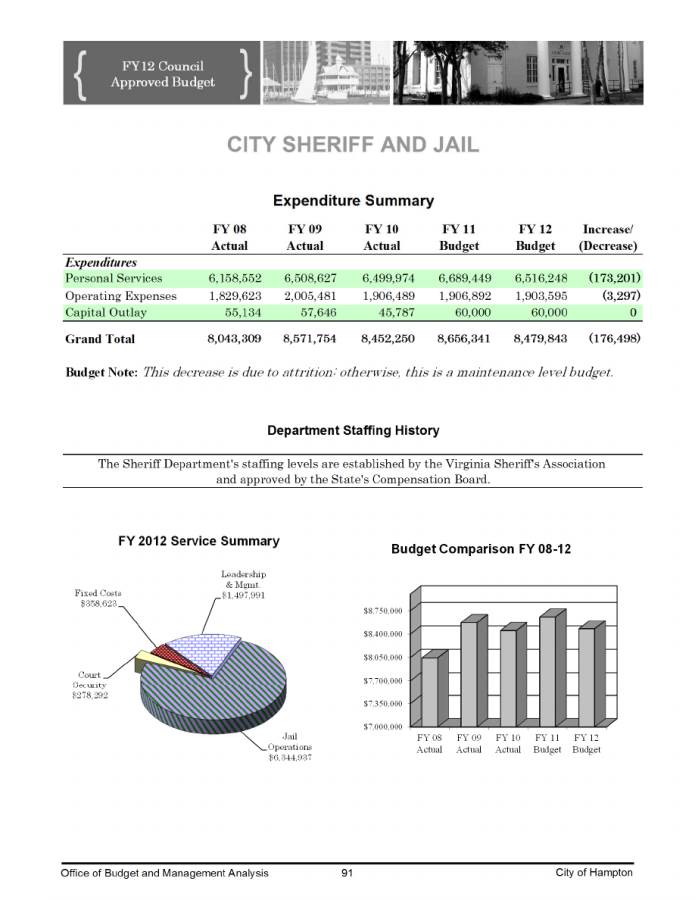 FY12 Council
Approved Budget
CITY SHERIFF AND JAIL
Expenditure Summary
FY 08 FY 09 FY 10 FY 11 FY 12 Increase/
Actual Actual Actual Budget Budget (Decrease)
Expenditures
Personal Services 6,158,552 6,508,627 6,499,974 6,689,449 6,516,248 (173,201)
Operating Expenses 1,829,623 2,005,481 1,906,489 1,906,892 1,903,595 (3,297)
Capital Outlay 55,134 57,646 45,787 60,000 60,000 0
Grand Total 8,043,309 8,571,754 8,452,250 8,656,341 8,479,843 (176,498)
Budget Note: This decrease is due to attrition; otherwise, this is a maintenance level budget.
Department Staffing History
The Sheriff Department's staffing levels are established by the Virginia Sheriff's Association
and approved by the State's Compensation Board.
FY 2012 Service Summary
Leadership
& Mgmt.
$1,497,991
Fixed Costs
$358,623
Court
Security
$278,292
Jail
Operations
$6,344,937
Budget Comparison FY 08-12
$8,750,000
$8,400,000
$8,050,000
$7,700,000
$7,350,000
$7,000,000
FY 08 FY 09 FY 10 FY 11 FY 12
Actual Actual Actual Budget Budget
Office of Budget and Management Analysis 91 City of Hampton